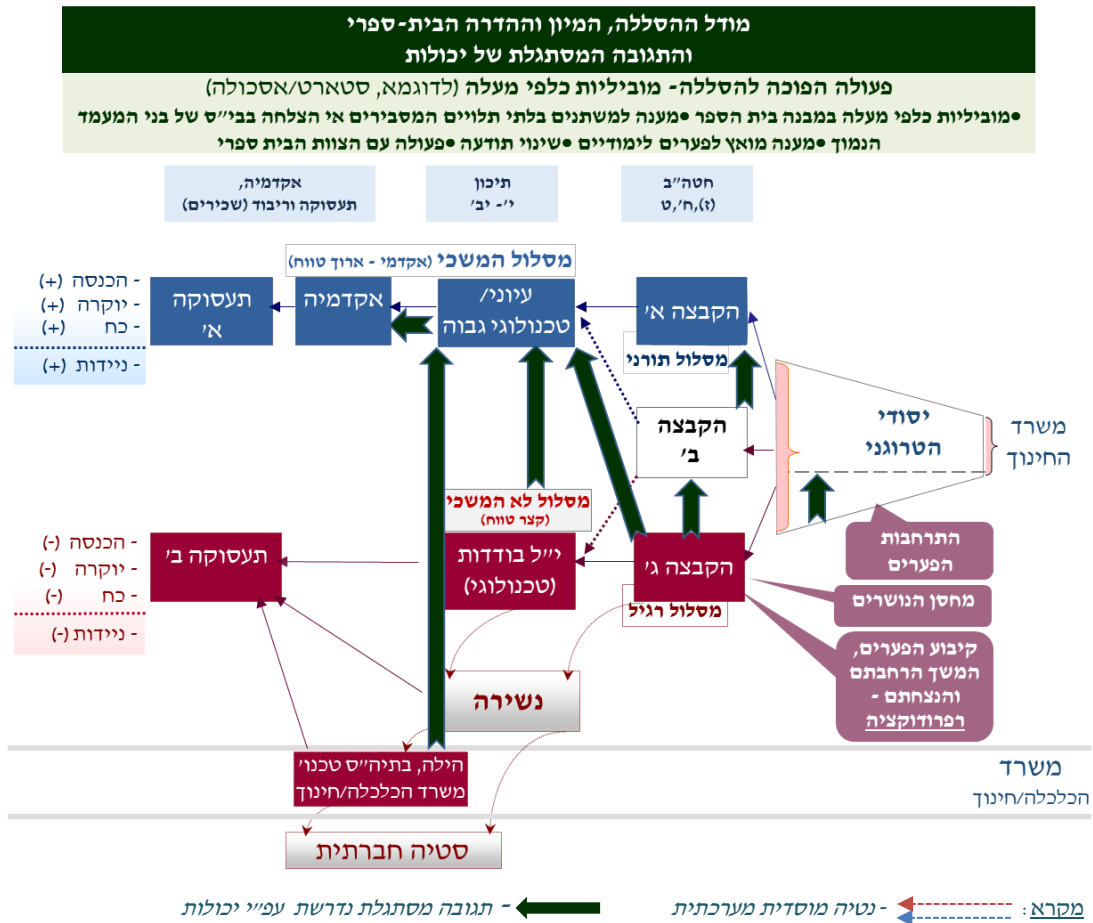 מודל ההסללה, המיון וההדרה הבית-ספרי
והתגובה המסתגלת של יכולות
פעולה הפוכה להסללה- מוביליות כלפי מעלה (לדוגמא, סטארט/אסכולה)
•מוביליות כלפי מעלה במבנה בית הספר •מענה למשתנים בלתי תלויים המסבירים אי הצלחה בבי״ס של בני המעמד
הנמוך •מענה מואץ לפערים לימודיים •שינוי תודעה •פעולה עם הצוות הבית ספרי
חטה״ב
(ז),ח׳,ט
תיכון
י׳- יב׳
אקדמיה,
תעסוקה וריבוד (שכירים)
מסלול המשכי (אקדמי - ארוך טווח)
הקבצה א׳
עיוני/
טכנולוגי גבוה
אקדמיה
תעסוקה
א׳
- הכנסה (+)
- יוקרה (+)
- כח (+)
- ניידות (+)
מסלול תורני
משרד
החינוך
יסודי
הטרוגני
הקבצה
ב׳
מסלול לא המשכי
(קצר טווח)
התרחבות
הפערים
הקבצה ג׳
י״ל בודדות
(טכנולוגי)
תעסוקה ב׳
- הכנסה (-)
- יוקרה (-)
- כח (-)
- ניידות (-)
מסלול רגיל
מחסן הנושרים
קיבוע הפערים,
המשך הרחבתם
והנצחתם -
רפרודוקציה
נשירה
משרד
הכלכלה/חינוך
הילה, בתיה״ס טכנו׳
משרד הכלכלה/חינוך
סטיה חברתית
מקרא:
- נטיה מוסדית מערכתית
- תגובה מסתגלת נדרשת עפ״י יכולות